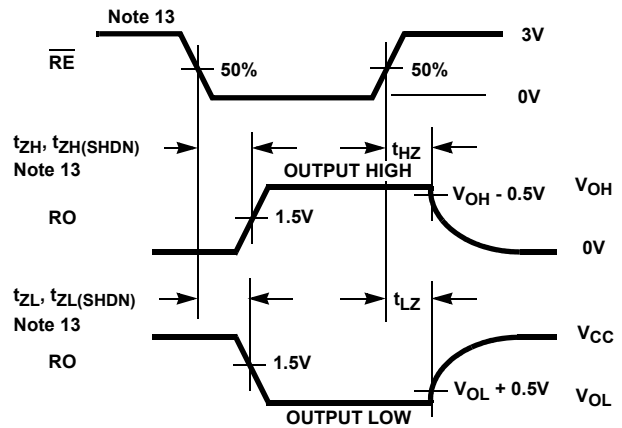 Note 13
RE
50%
50%
3V
0V
tZH, tZH(SHDN)
Note 13
tHZ
OUTPUT HIGH
RO
1.5V
VOH - 0.5V
VOH
0V
tZL, tZL(SHDN)
Note 13
tLZ
RO
1.5V
VCC
VOL + 0.5V
VOL
OUTPUT LOW